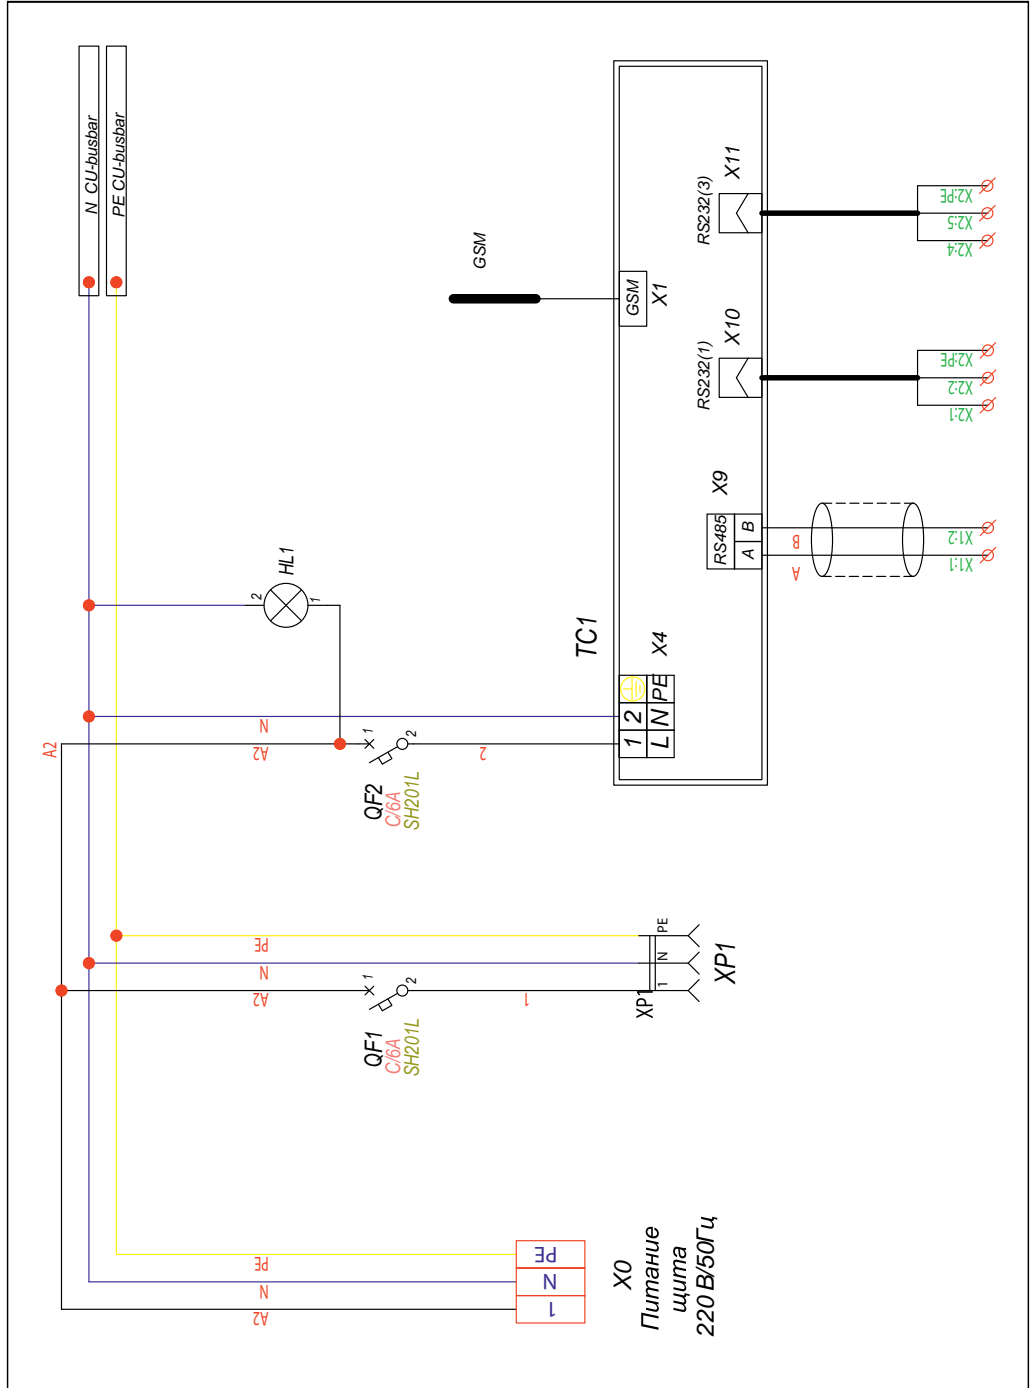 N CU-busbar
PE CU-busbar
GSM
GSM
X1
RS232(3)
X11
X2:PE
X2:5
X2:4
RS232(1)
X10
X2:PE
X2:2
X2:1
RS485
X9
A
B
B
A
X1:2
X1:1
HL1
2
1
TC1
X4
1
2
L
N
PE
A2
N
A2
1
2
2
QF2
C/6A
SH201L
PE
N
A2
1
2
1
QF1
C/6A
SH201L
XP1
1
N
PE
XP1
PE
N
A2
PE
N
1
X0
Питание
щита
220 В/50Гц